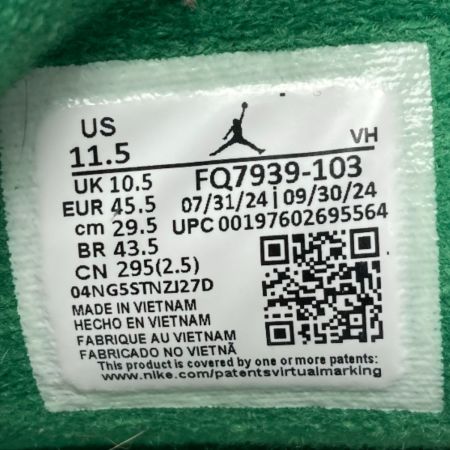 US
11.5
VH
UK 10.5
FQ7939-103
EUR 45.5
07/31/24 | 09/30/24
cm 29.5
UPC 00197602695564
BR 43.5
CN 295(2.5)
04NG5STNZJ27D
MADE IN VIETNAM
HECHO EN VIETNAM
FABRIQUE AU VIETNAM
FABRICADO NO VIETNÃ
This product is covered by one or more patents:
www.nike.com/patentsvirtualmarking